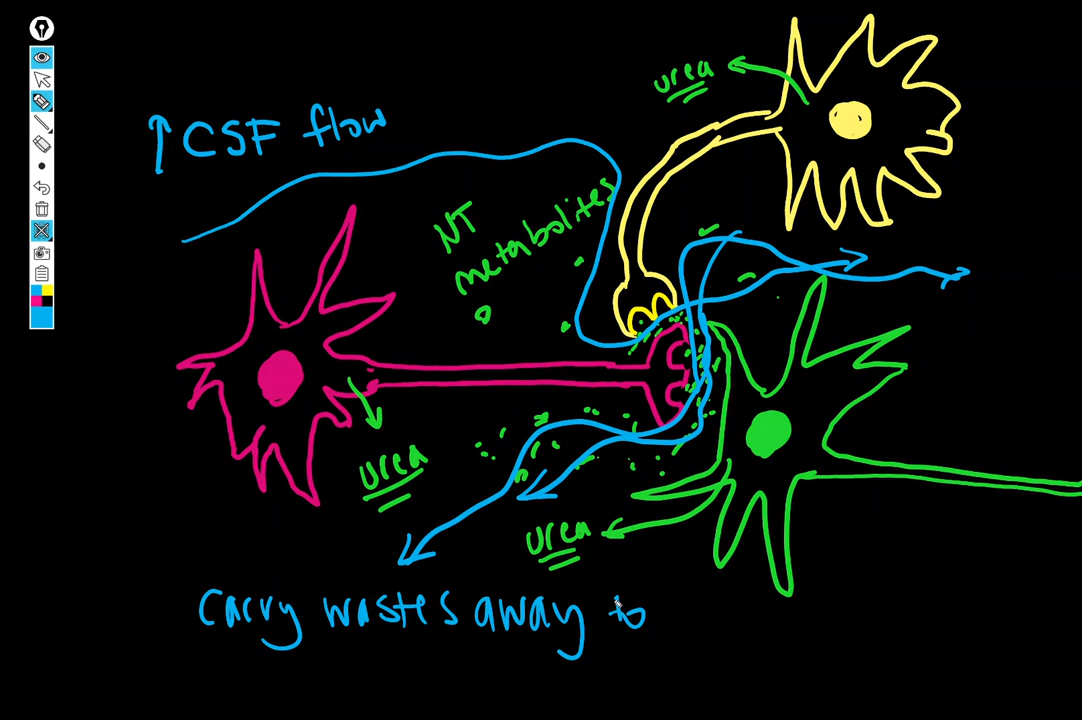 urea
↑ CSF flow
NT
metabolites
urea
urea
carry wastes away to